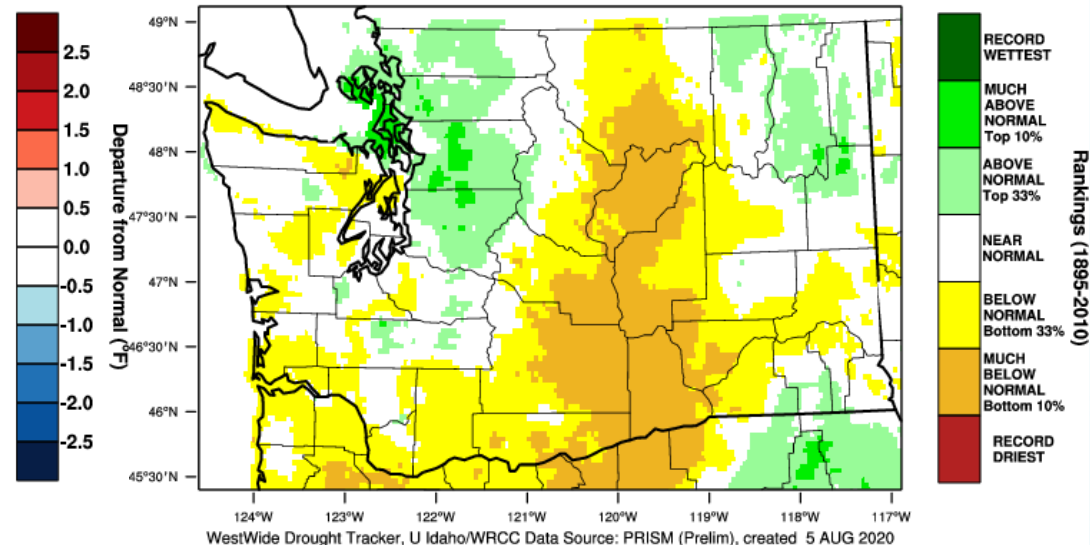 2.5
2.0
1.5
1.0
0.5
0.0
-0.5
-1.0
-1.5
-2.0
-2.5
Departure from Normal (°F)
49°N
48°30'N
48°N
47°30'N
47°N
46°30'N
46°N
45°30'N
124°W
123°W
122°W
121°W
120°W
119°W
118°W
117°W
RECORD
WETTEST
MUCH
ABOVE
NORMAL
Top 10%
ABOVE
NORMAL
Top 33%
NEAR
NORMAL
BELOW
NORMAL
Bottom 33%
MUCH
BELOW
NORMAL
Bottom 10%
RECORD
DRIEST
Rankings (1895-2010)
WestWide Drought Tracker, U Idaho/WRCC Data Source: PRISM (Prelim), created 5 AUG 2020